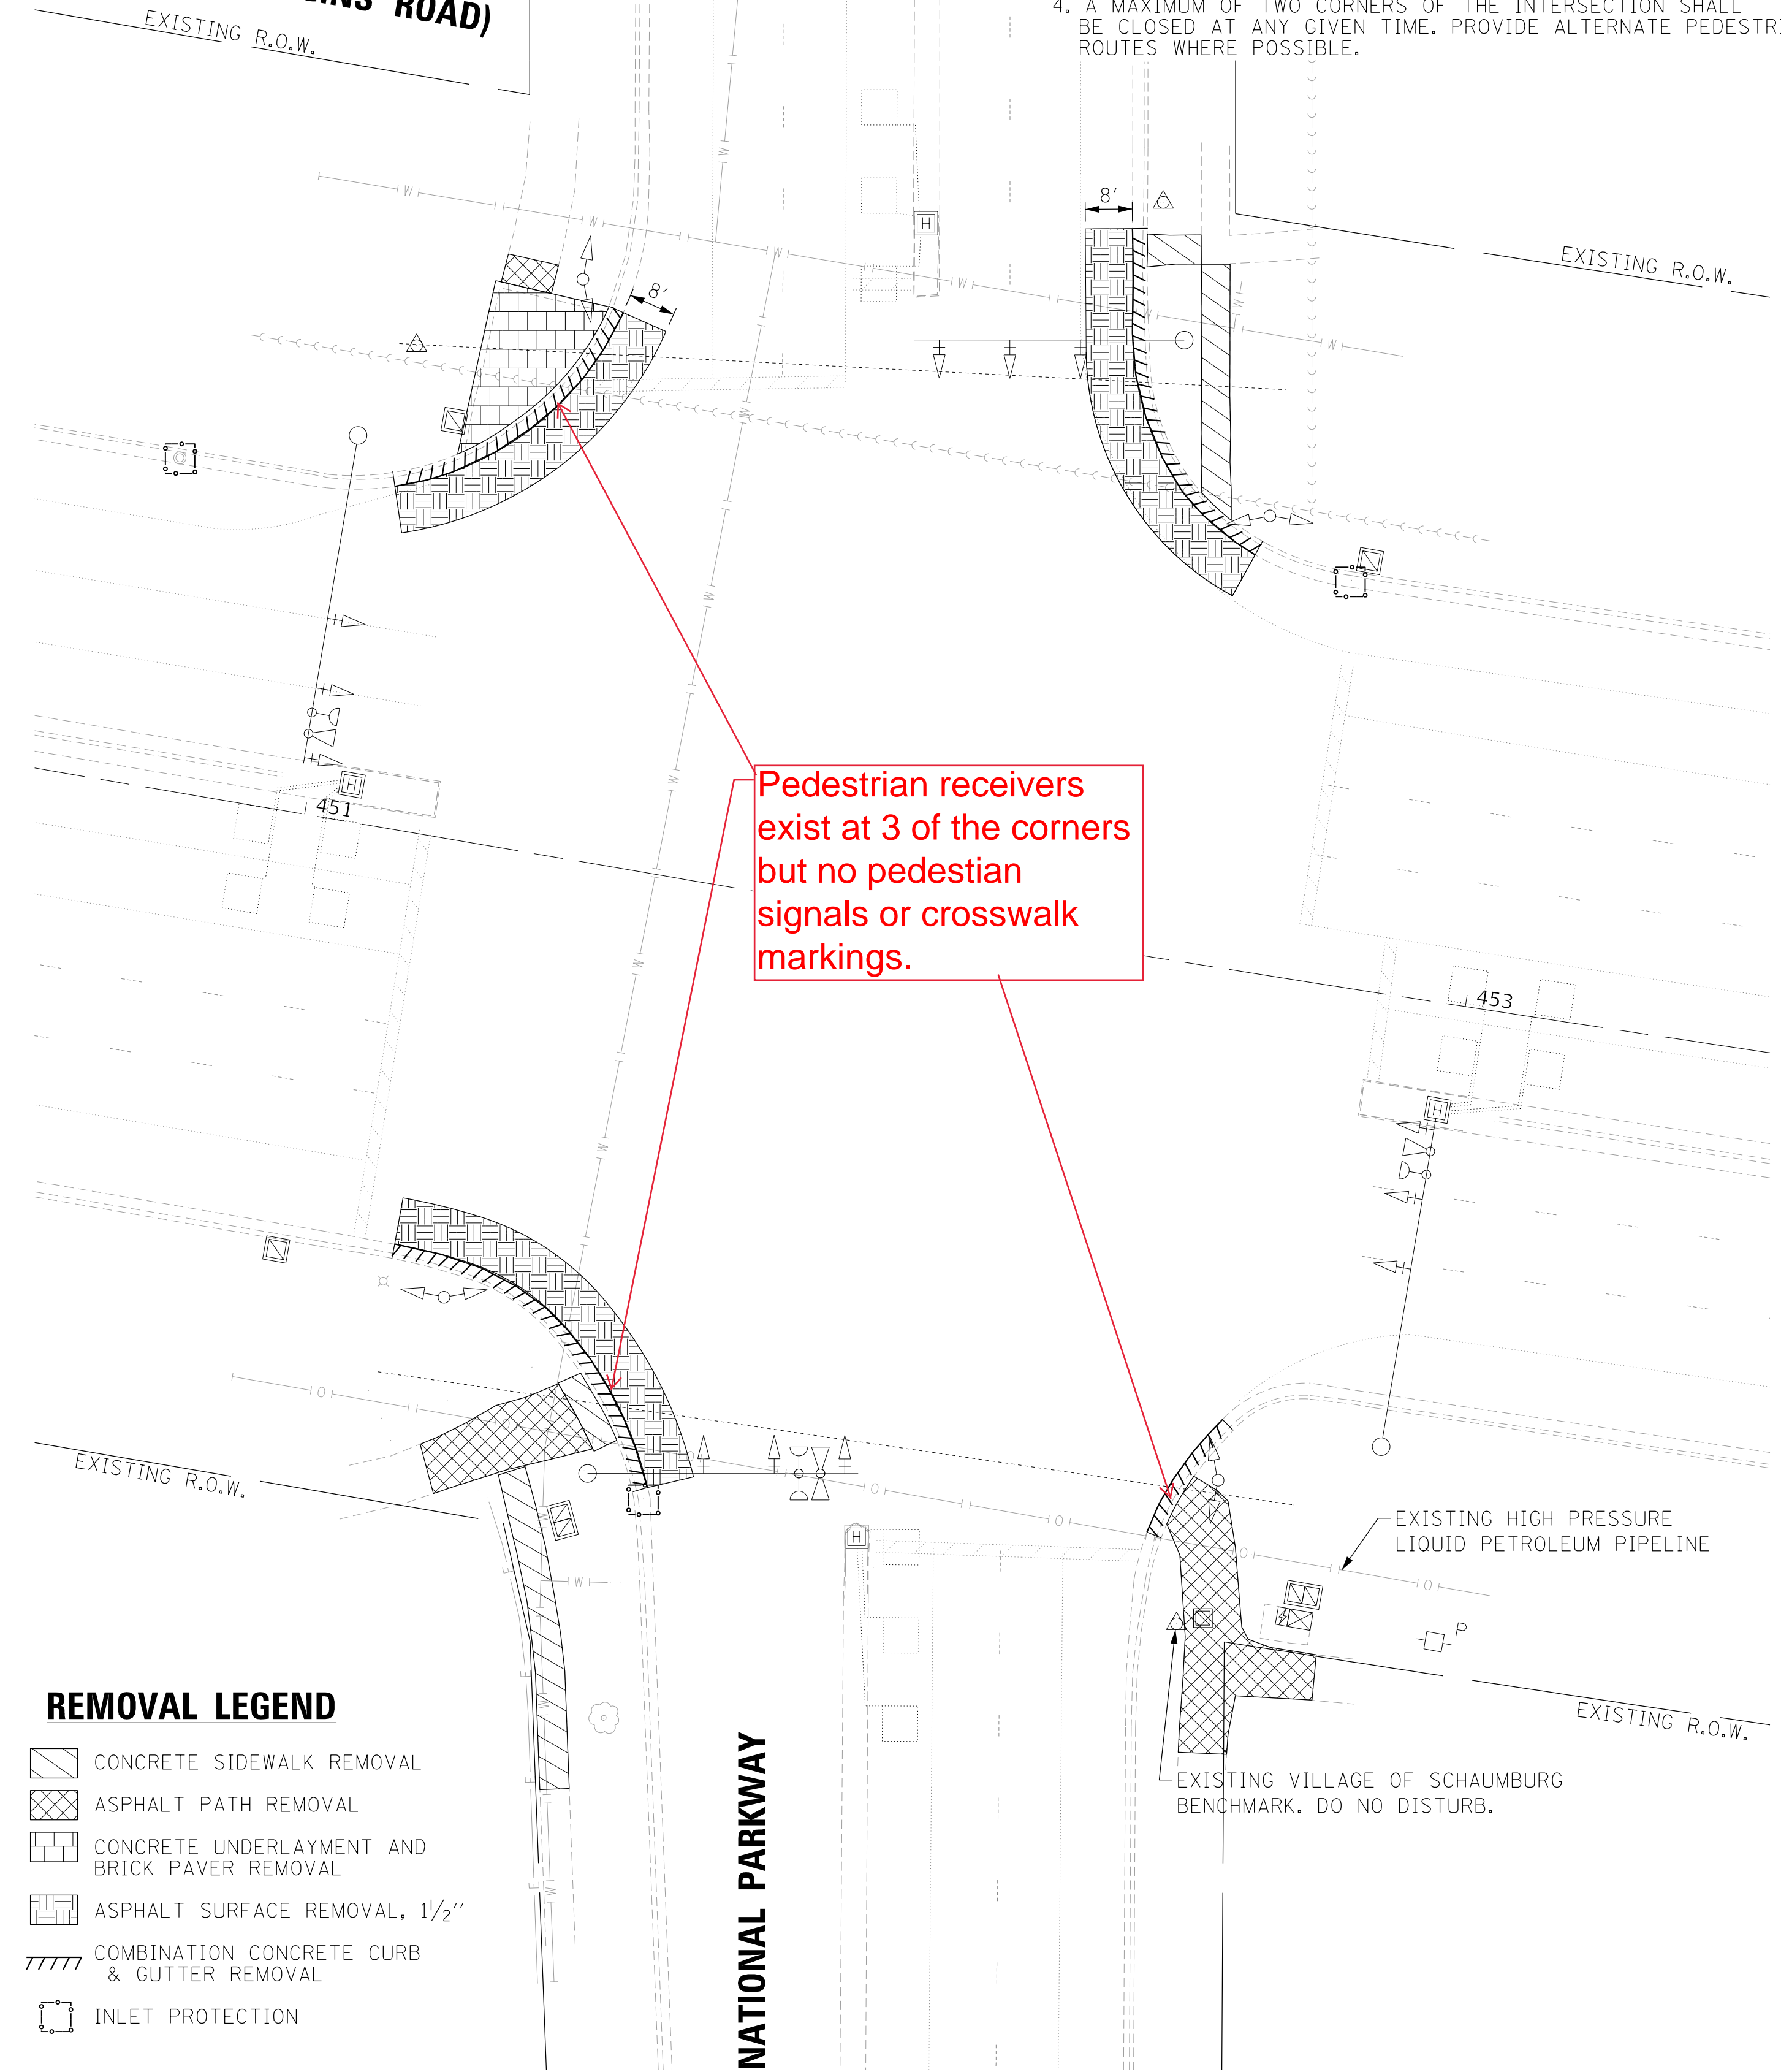 ROAD)
EXISTING R.O.W.
4. A MAXIMUM OF TWO CORNERS OF THE INTERSECTION SHALL
BE CLOSED AT ANY GIVEN TIME. PROVIDE ALTERNATE
ROUTES WHERE POSSIBLE.
8'
8'
EXISTING R.O.W.
W
W
W
W
W
W
H
H
451
Pedestrian receivers
exist at 3 of the corners
but no pedestian
signals or crosswalk
markings.
453
H
EXISTING R.O.W.
O
O
O
O
O
H
W
EXISTING HIGH PRESSURE
LIQUID PETROLEUM PIPELINE
P
EXISTING R.O.W.
EXISTING VILLAGE OF SCHAUMBURG
BENCHMARK. DO NO DISTURB.
NATIONAL PARKWAY
REMOVAL LEGEND
CONCRETE SIDEWALK REMOVAL
ASPHALT PATH REMOVAL
CONCRETE UNDERLAYMENT AND
BRICK PAVER REMOVAL
ASPHALT SURFACE REMOVAL, 1 1/2"
COMBINATION CONCRETE CURB
& GUTTER REMOVAL
INLET PROTECTION